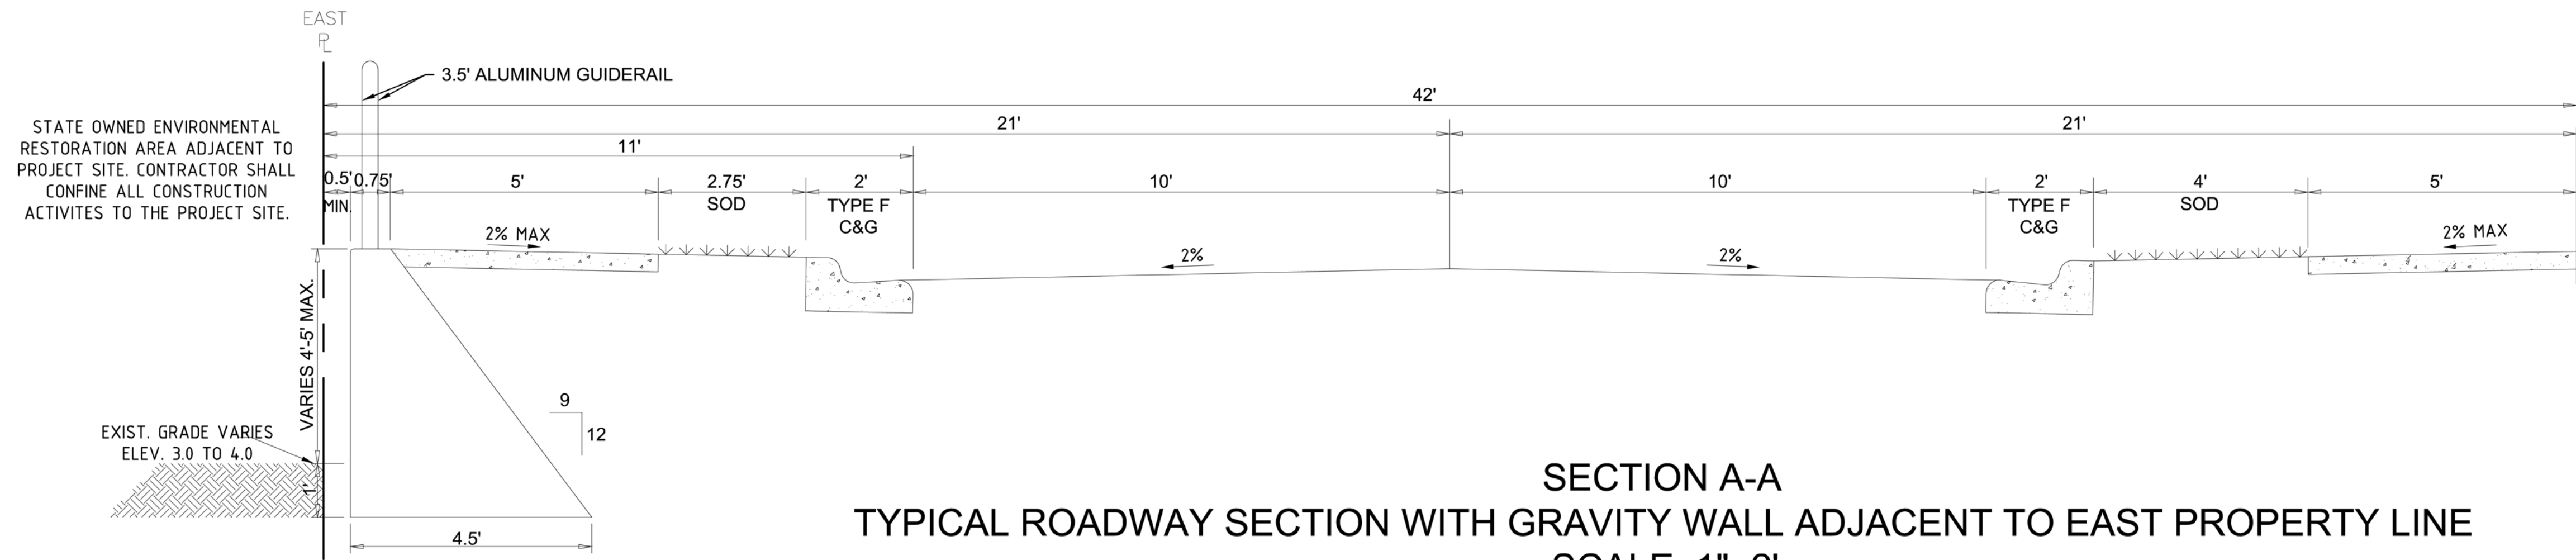 EAST
PL
3.5' ALUMINUM GUIDERAIL
STATE OWNED ENVIRONMENTAL
RESTORATION AREA ADJACENT TO
PROJECT SITE. CONTRACTOR SHALL
CONFINE ALL CONSTRUCTION
ACTIVITES TO THE PROJECT SITE.
42'
21'
21'
11'
0.5'
MIN.
0.75'
5'
2.75'
SOD
2'
TYPE F
C&G
10'
10'
2'
TYPE F
C&G
4'
SOD
5'
2% MAX
2%
2%
2% MAX
VARIES 4'-5' MAX.
9
12
EXIST. GRADE VARIES
ELEV. 3.0 TO 4.0
1'
4.5'
SECTION A-A
TYPICAL ROADWAY SECTION WITH GRAVITY WALL ADJACENT TO EAST PROPERTY LINE